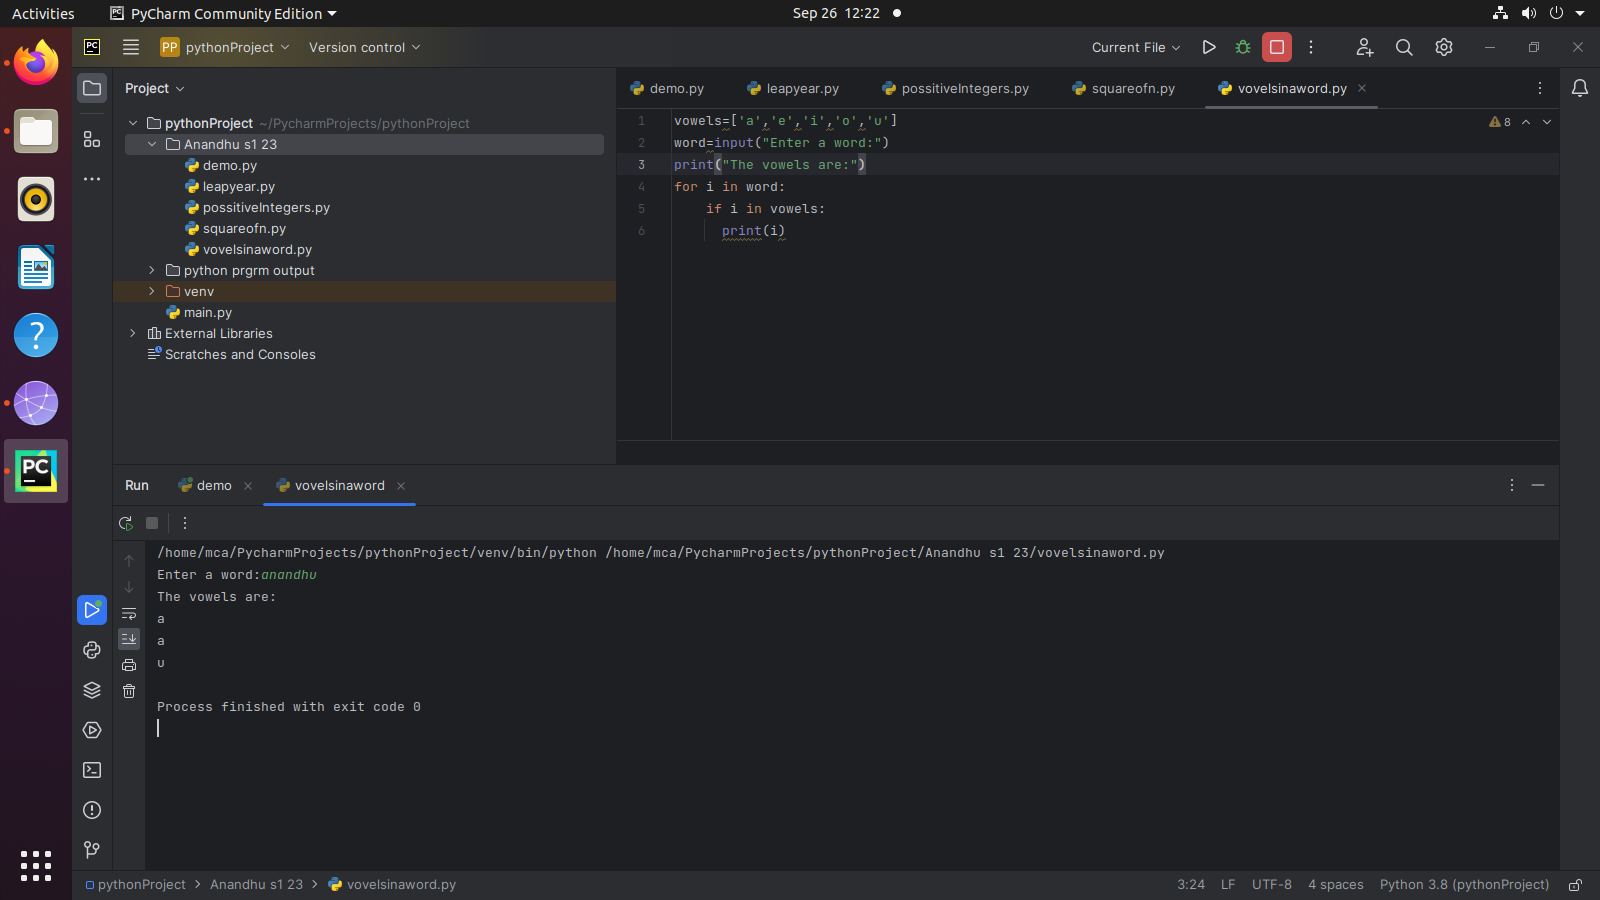 Activities PyCharm Community Edition Sep 26 12:22
PC PP pythonProject Version control Current File
Project demo.py leapyear.py possitiveIntegers.py squareofn.py vovelsinaword.py
pythonProject ~/PycharmProjects/pythonProject
Anandhu s1 23
demo.py
leapyear.py
possitiveIntegers.py
squareofn.py
vovelsinaword.py
python prgrm output
venv
main.py
External Libraries
Scratches and Consoles
1 vowels=['a','e','i','o','u'] 8
2 word=input("Enter a word:")
3 print("The vowels are:")
4 for i in word:
5 if i in vowels:
6 print(i)
PC
Run demo vovelsinaword
/home/mca/PycharmProjects/pythonProject/venv/bin/python /home/mca/PycharmProjects/pythonProject/Anandhu s1 23/vovelsinaword.py
Enter a word:anandhu
The vowels are:
a
a
u
Process finished with exit code 0
pythonProject > Anandhu s1 23 > vovelsinaword.py 3:24 LF UTF-8 4 spaces Python 3.8 (pythonProject)